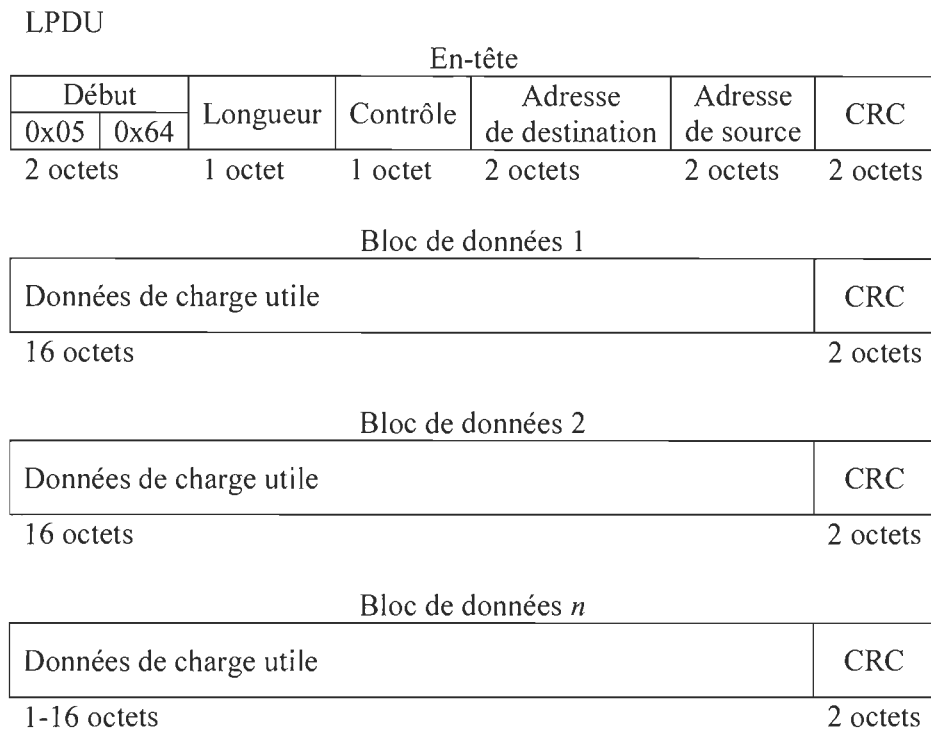 LPDU
En-tête
Début Longueur Contrôle Adresse de destination Adresse de source CRC
0x05 0x64
2 octets 1 octet 1 octet 2 octets 2 octets 2 octets
Bloc de données 1
Données de charge utile CRC
16 octets 2 octets
Bloc de données 2
Données de charge utile CRC
16 octets 2 octets
Bloc de données n
Données de charge utile CRC
1-16 octets 2 octets